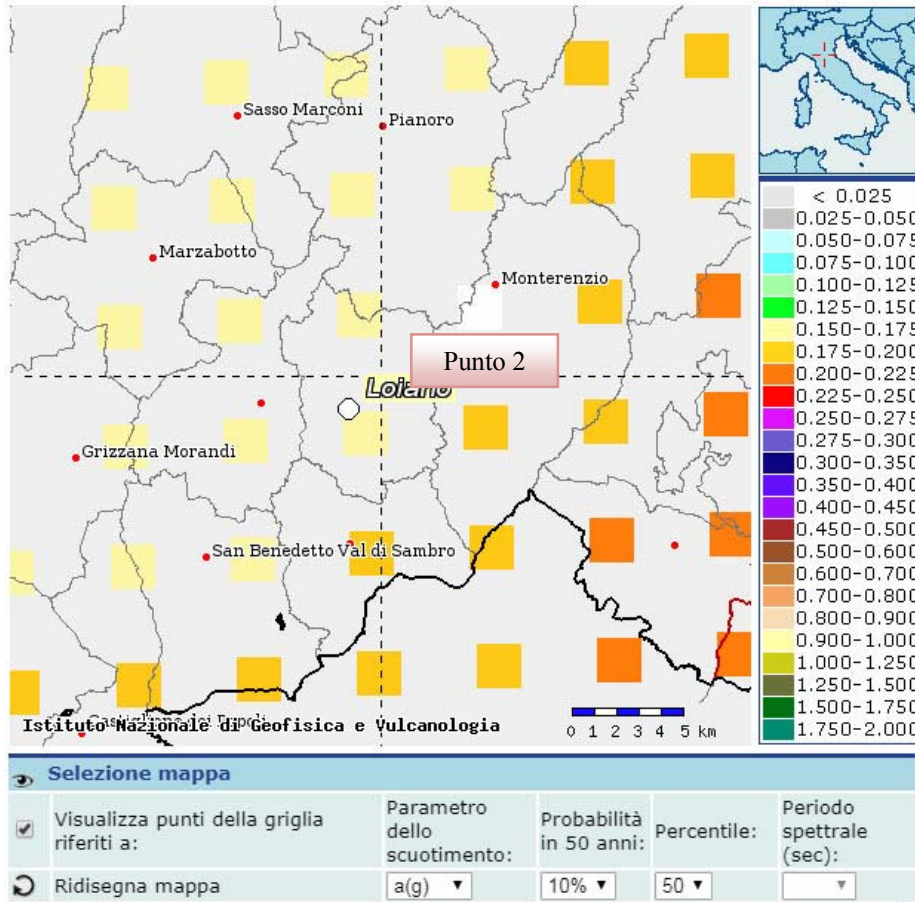 Sasso Marconi
Pianoro
Marzabotto
Monterenzio
Punto 2
Loiano
Grizzana Morandi
San Benedetto Val di Sambro
Istituto Nazionale di Geofisica e Vulcanologia
0 1 2 3 4 5 km
< 0.025
0.025-0.050
0.050-0.075
0.075-0.100
0.100-0.125
0.125-0.150
0.150-0.175
0.175-0.200
0.200-0.225
0.225-0.250
0.250-0.275
0.275-0.300
0.300-0.350
0.350-0.400
0.400-0.450
0.450-0.500
0.500-0.600
0.600-0.700
0.700-0.800
0.800-0.900
0.900-1.000
1.000-1.250
1.250-1.500
1.500-1.750
1.750-2.000
Selezione mappa
Visualizza punti della griglia
riferiti a:
Parametro
dello
scuotimento:
Probabilità
in 50 anni:
Percentile:
Periodo
spettrale
(sec):
Ridisegna mappa
a(g)
10%
50